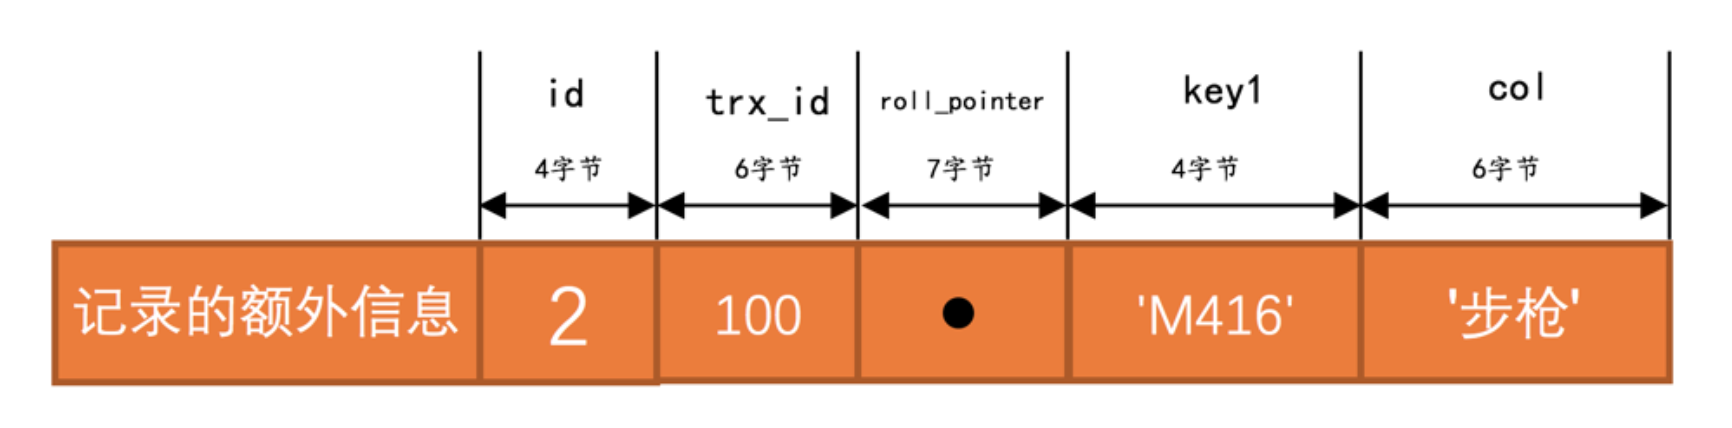 id
trx_id
roll_pointer
key1
col
4字节
6字节
7字节
4字节
6字节
记录的额外信息
2
100
'M416'
'步枪'